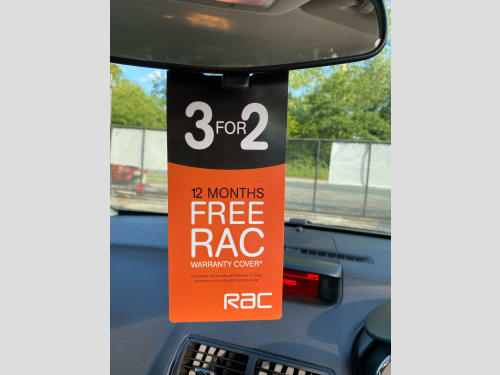 3 FOR 2
12 MONTHS
FREE
RAC
WARRANTY COVER*
RAC